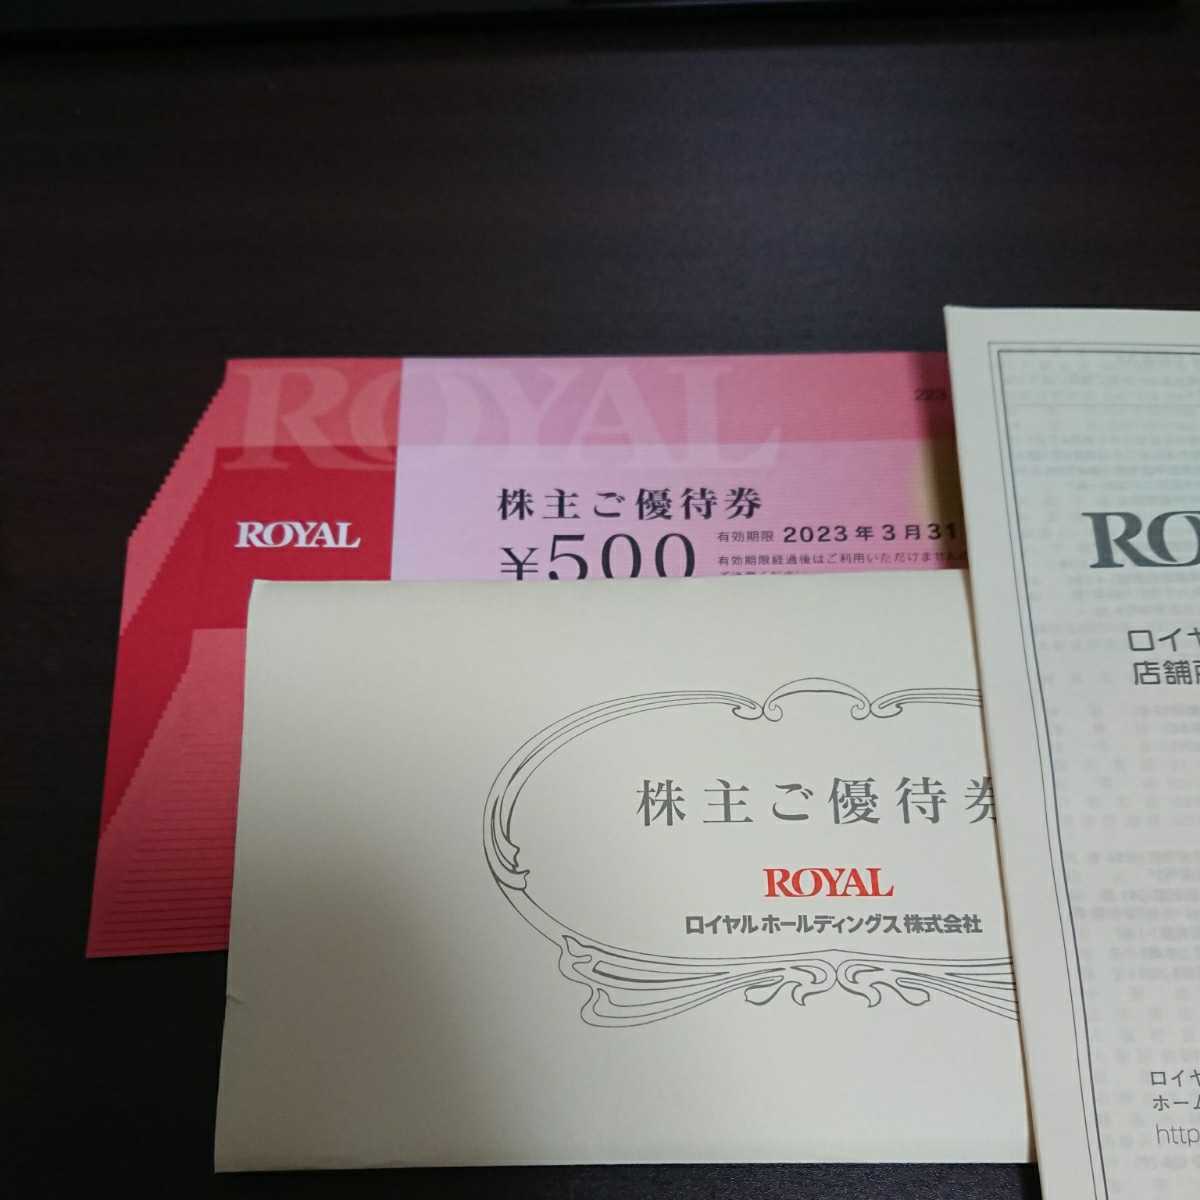 ROYAL
223
ROYAL
株主ご優待券
¥500
有効期限 2023年3月31
有効期限経過後はご利用いただけません
株主ご優待券
ROYAL
ロイヤルホールディングス株式会社
RO
ロイヤ
店舗所
ロイヤ
ホーム
http